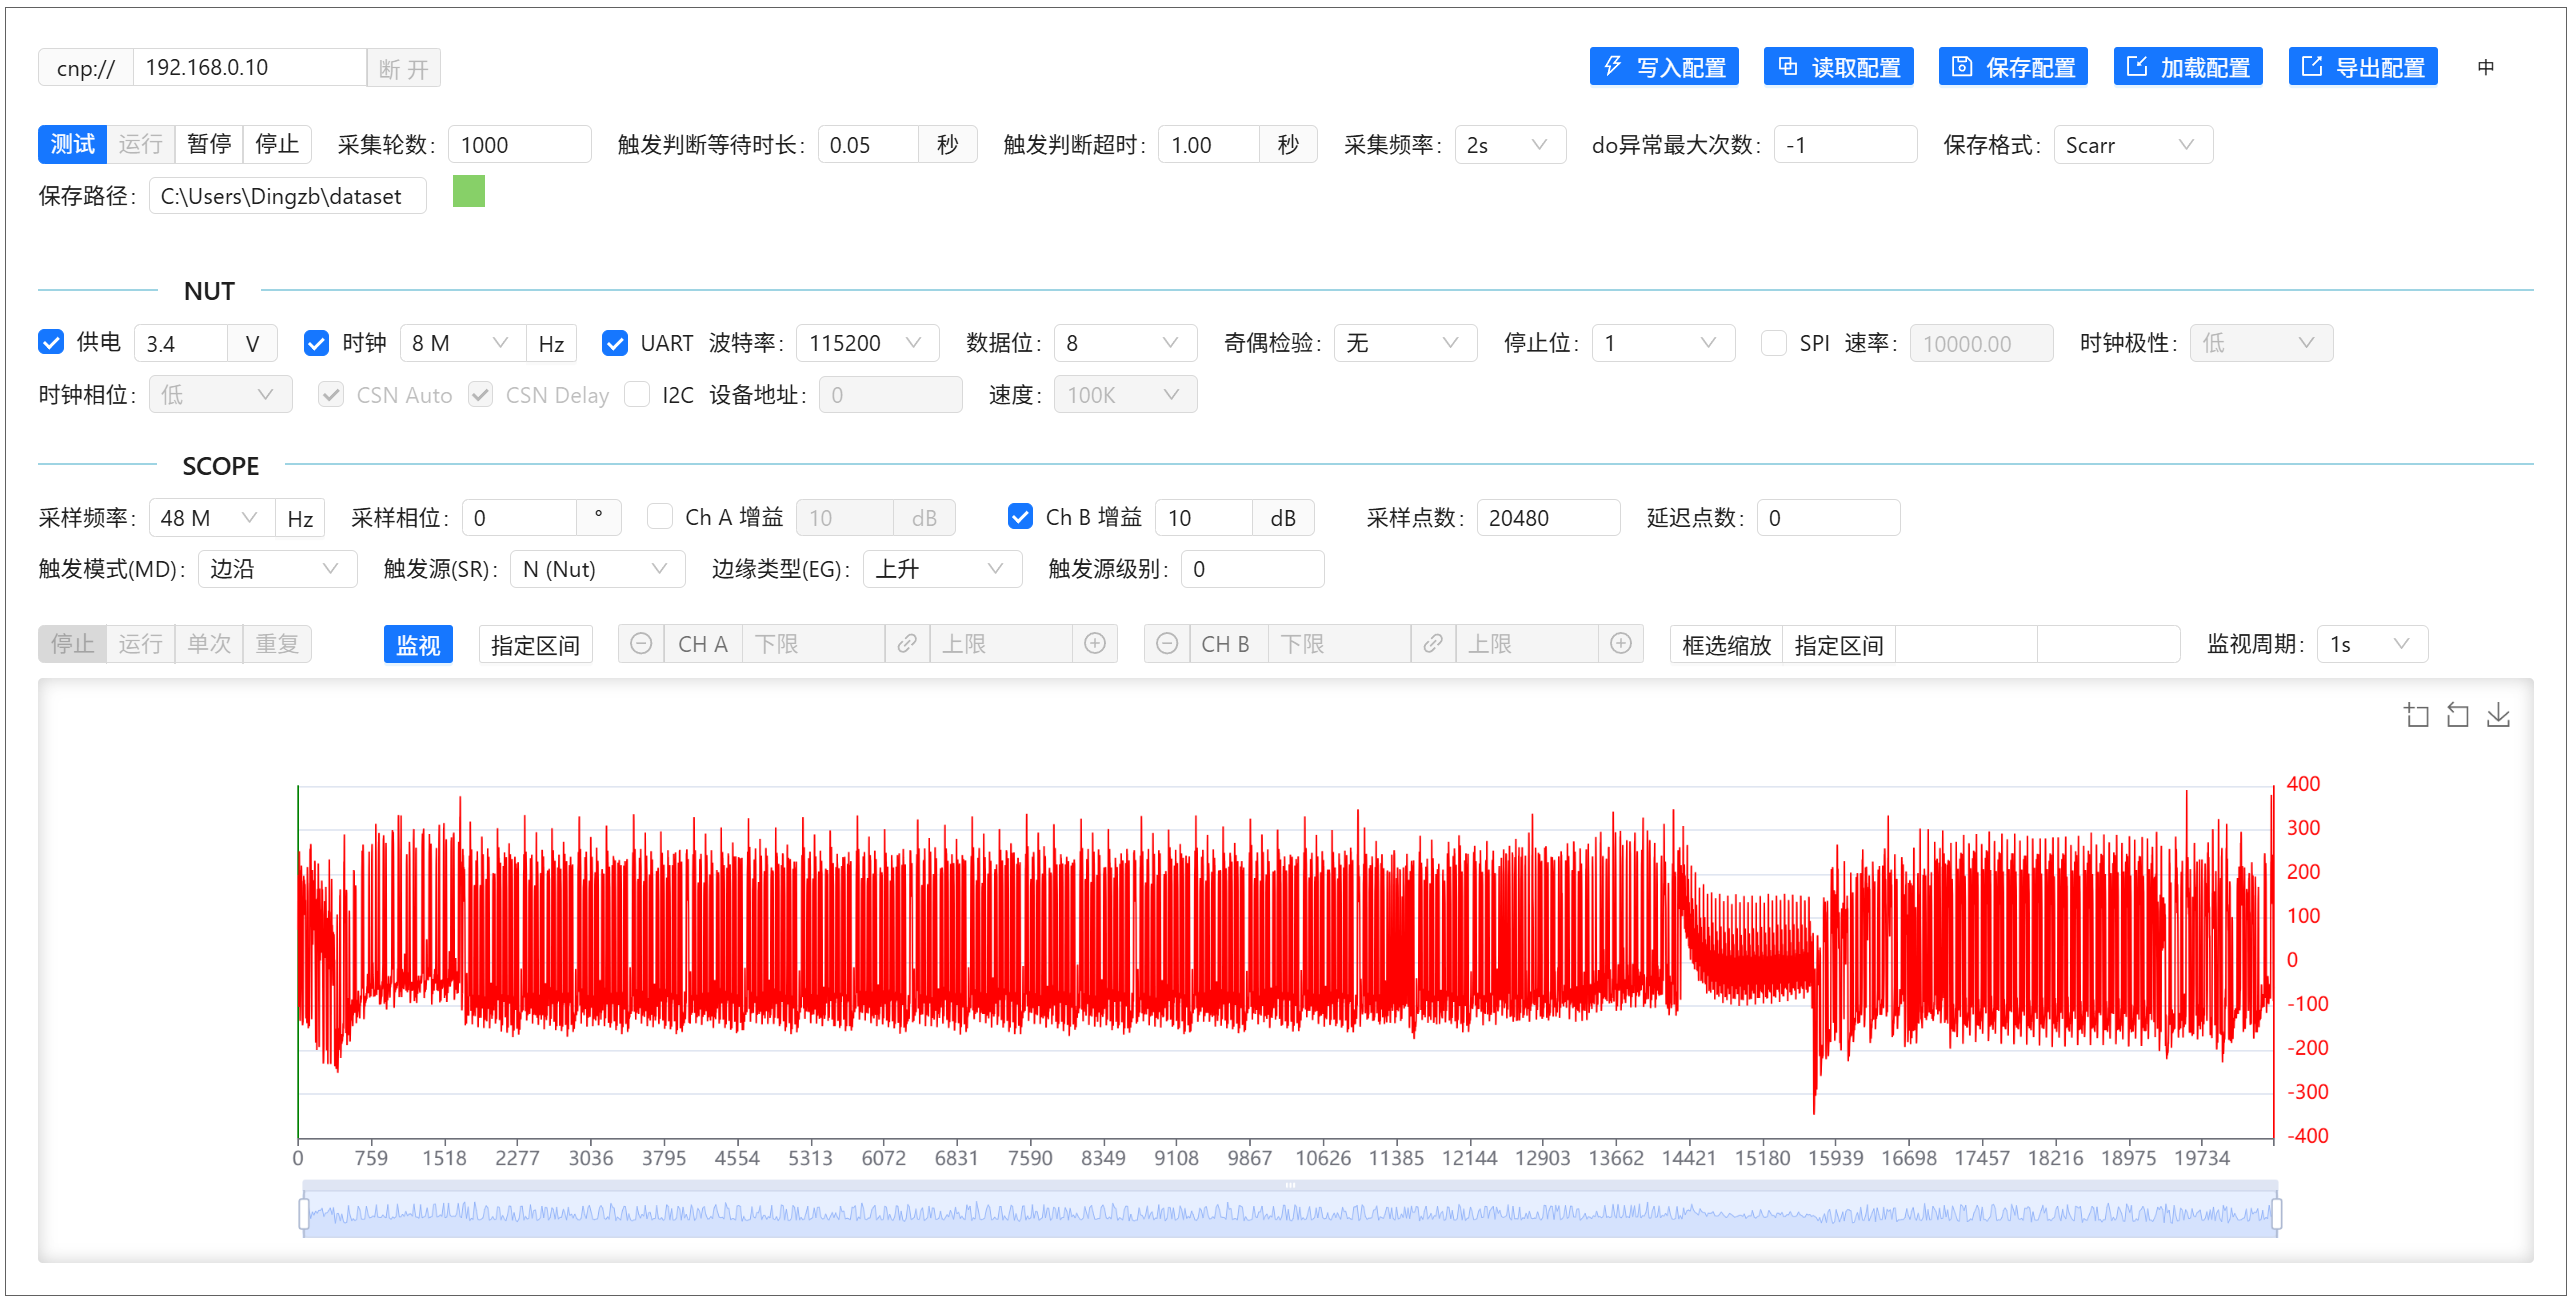 cnp:// 192.168.0.10 断 开 写入配置 读取配置 保存配置 加载配置 导出配置 中
测试 运行 暂停 停止 采集轮数: 1000 触发判断等待时长: 0.05 秒 触发判断超时: 1.00 秒 采集频率: 2s do异常最大次数: -1 保存格式: Scarr
保存路径: C:\Users\Dingzb\dataset
NUT
供电 3.4 V 时钟 8 M Hz UART 波特率: 115200 数据位: 8 奇偶检验: 无 停止位: 1 SPI 速率: 10000.00 时钟极性: 低
时钟相位: 低 CSN Auto CSN Delay I2C 设备地址: 0 速度: 100K
SCOPE
采样频率: 48 M Hz 采样相位: 0 ° Ch A 增益 10 dB Ch B 增益 10 dB 采样点数: 20480 延迟点数: 0
触发模式(MD): 边沿 触发源(SR): N (Nut) 边缘类型(EG): 上升 触发源级别: 0
停止 运行 单次 重复 监视 指定区间 CH A 下限 上限 CH B 下限 上限 框选缩放 指定区间 监视周期: 1s
400
300
200
100
0
-100
-200
-300
-400
0 759 1518 2277 3036 3795 4554 5313 6072 6831 7590 8349 9108 9867 10626 11385 12144 12903 13662 14421 15180 15939 16698 17457 18216 18975 19734